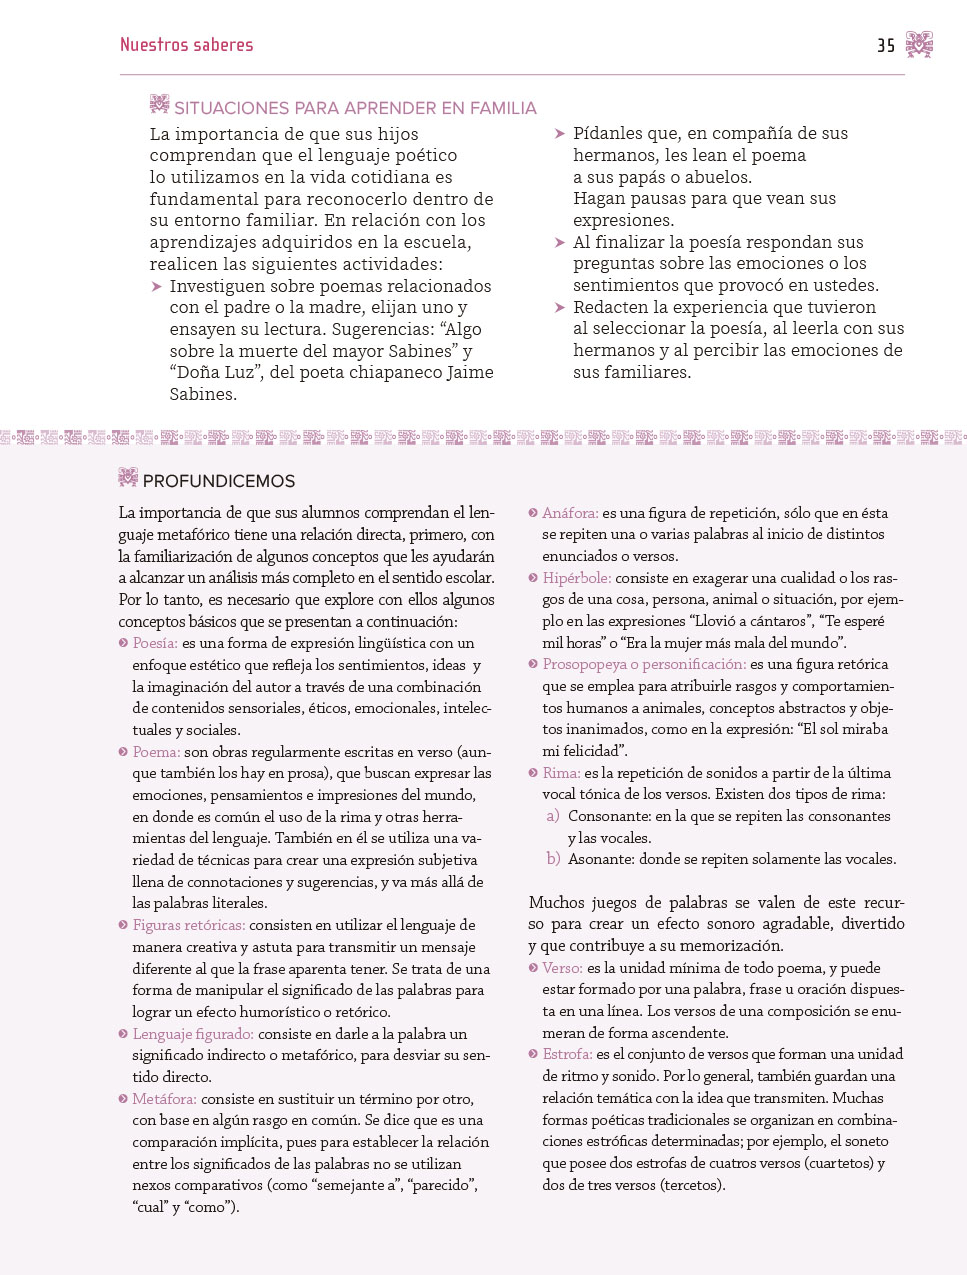 Nuestros saberes
35
SITUACIONES PARA APRENDER EN FAMILIA
La importancia de que sus hijos
comprendan que el lenguaje poético
lo utilizamos en la vida cotidiana es
fundamental para reconocerlo dentro de
su entorno familiar. En relación con los
aprendizajes adquiridos en la escuela,
realicen las siguientes actividades:
➤ Investiguen sobre poemas relacionados
con el padre o la madre, elijan uno y
ensayen su lectura. Sugerencias: “Algo
sobre la muerte del mayor Sabines” y
“Doña Luz”, del poeta chiapaneco Jaime
Sabines.
➤ Pídanles que, en compañía de sus
hermanos, les lean el poema
a sus papás o abuelos.
Hagan pausas para que vean sus
expresiones.
➤ Al finalizar la poesía respondan sus
preguntas sobre las emociones o los
sentimientos que provocó en ustedes.
➤ Redacten la experiencia que tuvieron
al seleccionar la poesía, al leerla con sus
hermanos y al percibir las emociones de
sus familiares.
PROFUNDICEMOS
La importancia de que sus alumnos comprendan el len-
guaje metafórico tiene una relación directa, primero, con
la familiarización de algunos conceptos que les ayudarán
a alcanzar un análisis más completo en el sentido escolar.
Por lo tanto, es necesario que explore con ellos algunos
conceptos básicos que se presentan a continuación:
Poesía: es una forma de expresión lingüística con un
enfoque estético que refleja los sentimientos, ideas y
la imaginación del autor a través de una combinación
de contenidos sensoriales, éticos, emocionales, intelec-
tuales y sociales.
Poema: son obras regularmente escritas en verso (aun-
que también los hay en prosa), que buscan expresar las
emociones, pensamientos e impresiones del mundo,
en donde es común el uso de la rima y otras herra-
mientas del lenguaje. También en él se utiliza una va-
riedad de técnicas para crear una expresión subjetiva
llena de connotaciones y sugerencias, y va más allá de
las palabras literales.
Figuras retóricas: consisten en utilizar el lenguaje de
manera creativa y astuta para transmitir un mensaje
diferente al que la frase aparenta tener. Se trata de una
forma de manipular el significado de las palabras para
lograr un efecto humorístico o retórico.
Lenguaje figurado: consiste en darle a la palabra un
significado indirecto o metafórico, para desviar su sen-
tido directo.
Metáfora: consiste en sustituir un término por otro,
con base en algún rasgo en común. Se dice que es una
comparación implícita, pues para establecer la relación
entre los significados de las palabras no se utilizan
nexos comparativos (como “semejante a”, “parecido”,
“cual” y “como”).
Anáfora: es una figura de repetición, sólo que en ésta
se repiten una o varias palabras al inicio de distintos
enunciados o versos.
Hipérbole: consiste en exagerar una cualidad o los ras-
gos de una cosa, persona, animal o situación, por ejem-
plo en las expresiones “Llovió a cántaros”, “Te esperé
mil horas” o “Era la mujer más mala del mundo”.
Prosopopeya o personificación: es una figura retórica
que se emplea para atribuirle rasgos y comportamien-
tos humanos a animales, conceptos abstractos y obje-
tos inanimados, como en la expresión: “El sol miraba
mi felicidad”.
Rima: es la repetición de sonidos a partir de la última
vocal tónica de los versos. Existen dos tipos de rima:
a) Consonante: en la que se repiten las consonantes
y las vocales.
b) Asonante: donde se repiten solamente las vocales.
Muchos juegos de palabras se valen de este recur-
so para crear un efecto sonoro agradable, divertido
y que contribuye a su memorización.
Verso: es la unidad mínima de todo poema, y puede
estar formado por una palabra, frase u oración dispues-
ta en una línea. Los versos de una composición se enu-
meran de forma ascendente.
Estrofa: es el conjunto de versos que forman una unidad
de ritmo y sonido. Por lo general, también guardan una
relación temática con la idea que transmiten. Muchas
formas poéticas tradicionales se organizan en combina-
ciones estróficas determinadas; por ejemplo, el soneto
que posee dos estrofas de cuatros versos (cuartetos) y
dos de tres versos (tercetos).